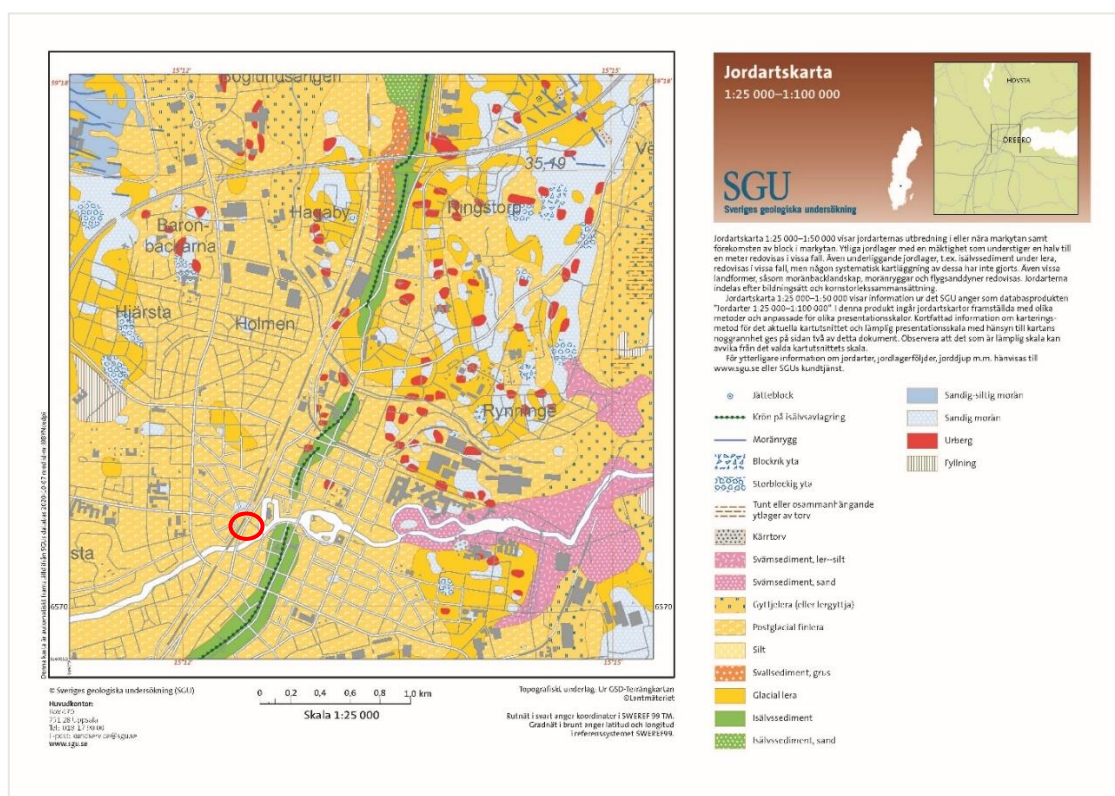 15°12'
15°15'
59°18'
59°18'
Soglundsängen
35-19
Hagaby
Ringstorp
Baron-
backarna
Hjärsta
Holmen
Rynninge
sta
6570
6570
15°12'
15°15'
© Sveriges geologiska undersökning (SGU)
Huvudkontor:
Box 670
751 28 Uppsala
www.sgu.se
0 0,2 0,4 0,6 0,8 1,0 km
Skala 1:25 000
Topografiskt underlag: Ur GSD-Terrängkartan
©Lantmäteriet
Rutnät i svart anger koordinater i SWEREF 99 TM.
Gradnät i brunt anger latitud och longitud
i referenssystemet SWEREF99.
Jordartskarta
1:25 000–1:100 000
SGU
Sveriges geologiska undersökning
HOVSTA
ÖREBRO
Jordartskarta 1:25 000–1:50 000 visar jordarternas utbredning i eller nära markytan samt
förekomsten av block i markytan. Ytliga jordlager med en mäktighet som understiger en halv till
en meter redovisas i vissa fall. Även underliggande jordlager, t.ex. isälvssediment under lera,
redovisas i vissa fall, men någon systematisk kartläggning av dessa har inte gjorts. Även vissa
landformer, såsom moränbacklandskap, moränryggar och flygsanddyner redovisas. Jordarterna
indelas efter bildningssätt och kornstorlekssammansättning.
Jordartskarta 1:25 000–1:50 000 visar information ur det SGU anger som databasprodukten
"Jordarter 1:25 000–1:100 000". I denna produkt ingår jordartskartor framställda med olika
metoder och anpassade för olika presentationsskalor. Kortfattad information om karterings-
metod för det aktuella kartutsnittet och lämplig presentationsskala med hänsyn till kartans
noggrannhet ges på sidan två av detta dokument. Observera att det som är lämplig skala kan
avvika från det valda kartutsnittets skala.
För ytterligare information om jordarter, jordlagerföljder, jorddjup m.m. hänvisas till
www.sgu.se eller SGUs kundtjänst.
Jätteblock
Krön på isälvsavlagring
Moränrygg
Blockrik yta
Storblockig yta
Tunt eller osammanhängande
ytlager av torv
Kärrtorv
Svämsediment, ler--silt
Svämsediment, sand
Gyttjelera (eller lergyttja)
Postglacial finlera
Silt
Svallsediment, grus
Glacial lera
Isälvssediment
Isälvssediment, sand
Sandig-siltig morän
Sandig morän
Urberg
Fyllning